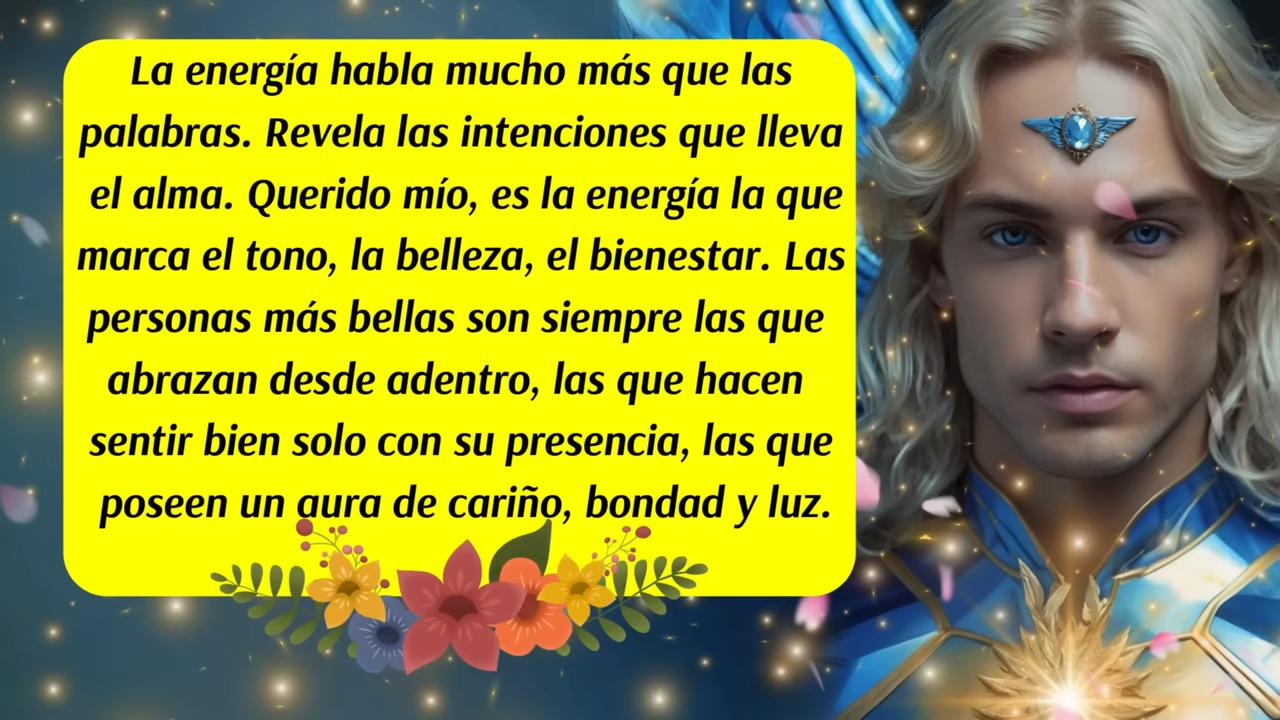 La energía habla mucho más que las
palabras. Revela las intenciones que lleva
el alma. Querido mío, es la energía la que
marca el tono, la belleza, el bienestar. Las
personas más bellas son siempre las que
abrazan desde adentro, las que hacen
sentir bien solo con su presencia, las que
poseen un aura de cariño, bondad y luz.